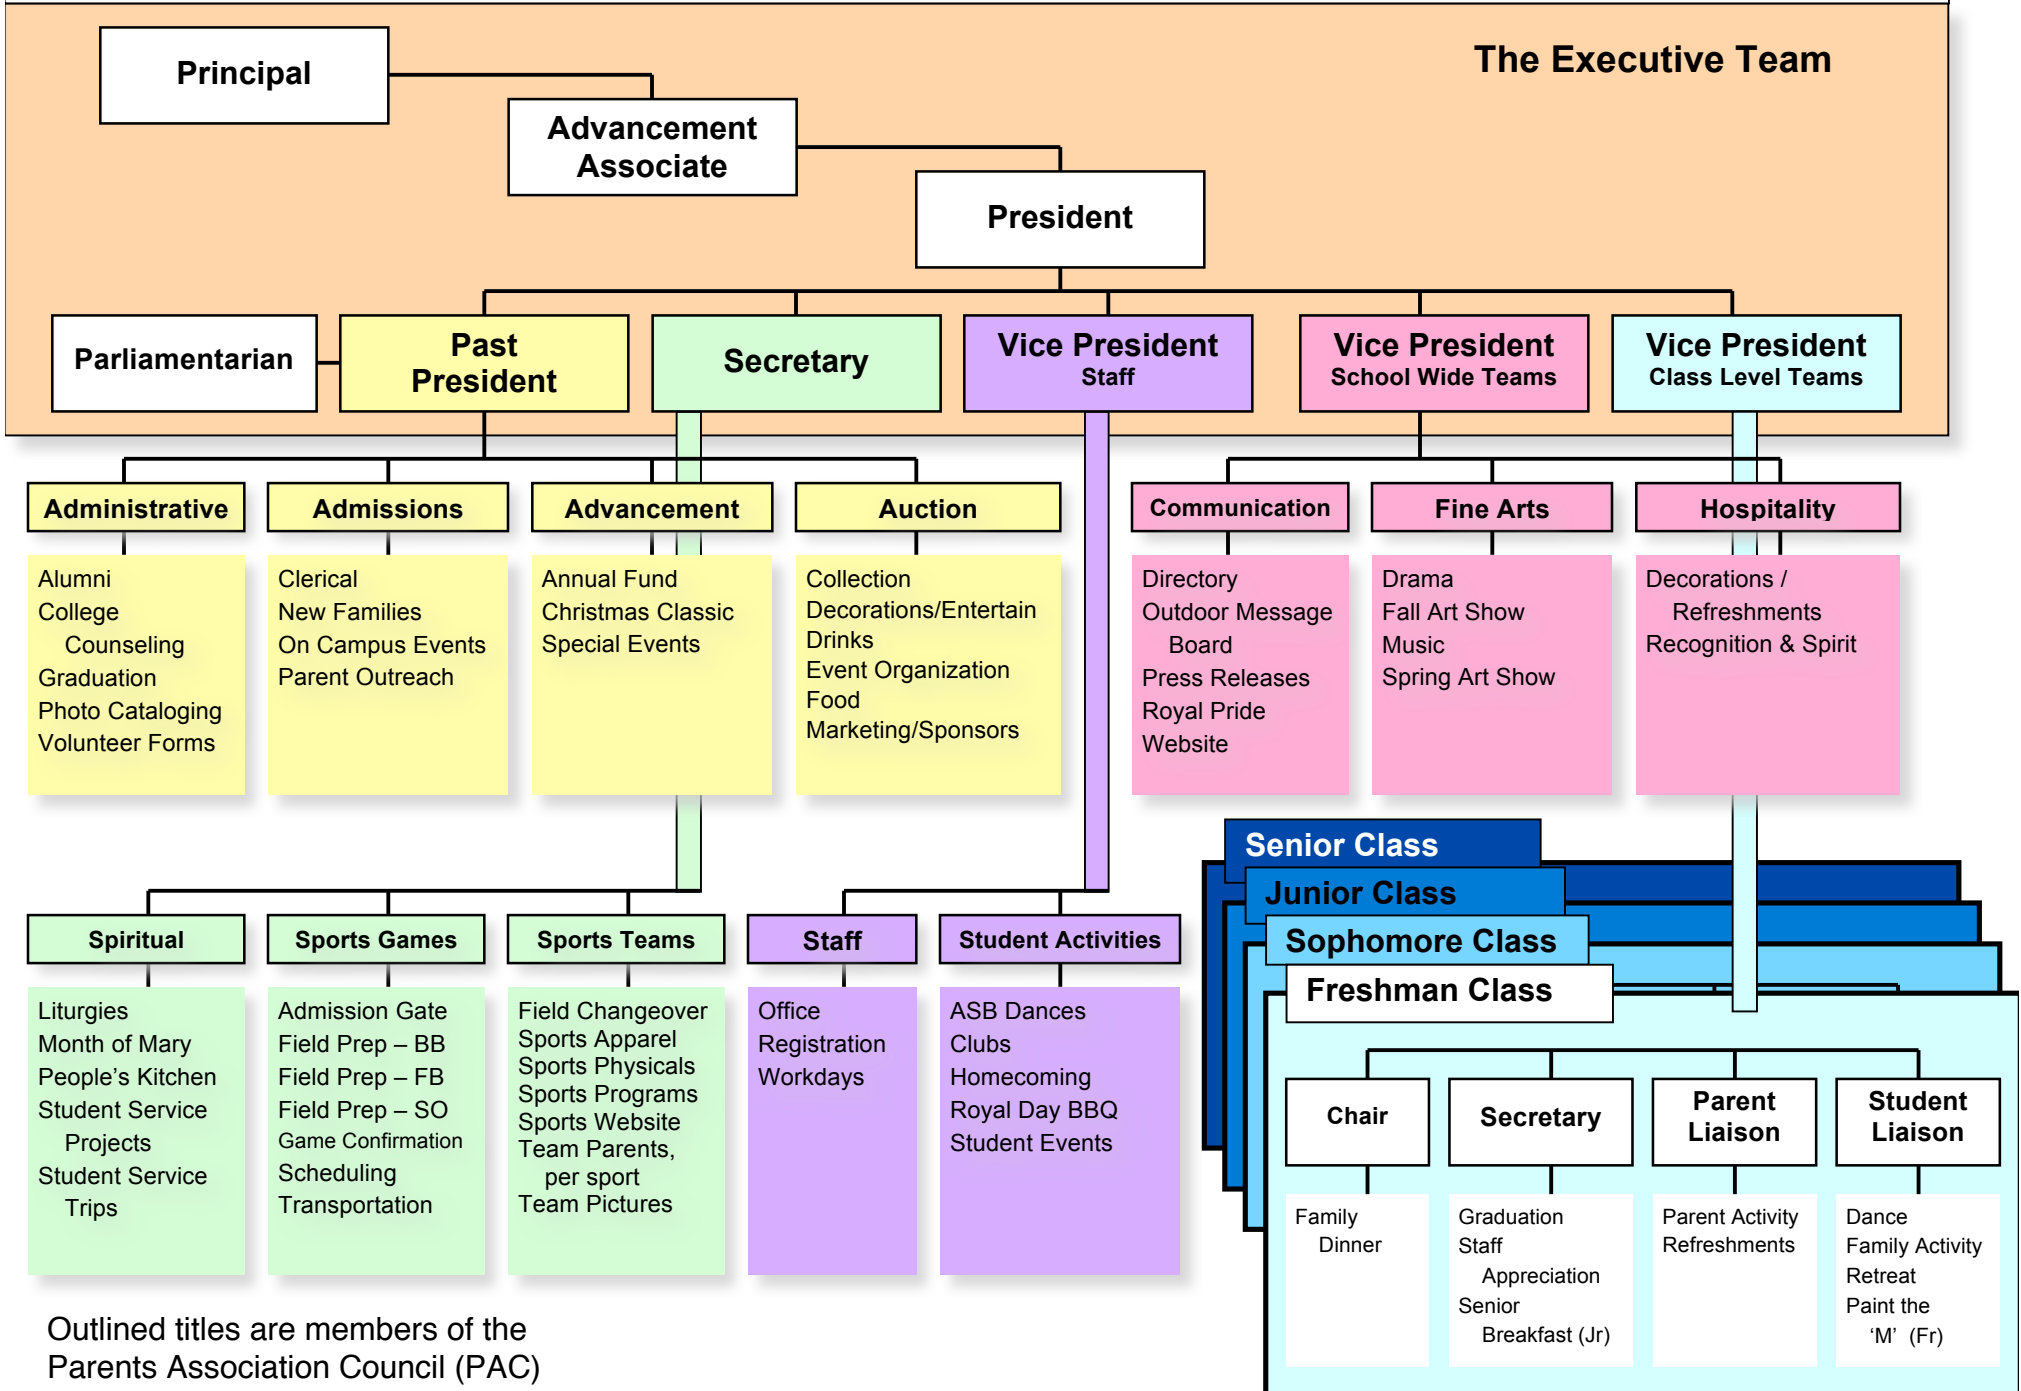 The Executive Team
Principal
Advancement
Associate
President
Parliamentarian
Past
President
Secretary
Vice President
Staff
Vice President
School Wide Teams
Vice President
Class Level Teams
Administrative
Alumni
College
Counseling
Graduation
Photo Cataloging
Volunteer Forms
Admissions
Clerical
New Families
On Campus Events
Parent Outreach
Advancement
Annual Fund
Christmas Classic
Special Events
Auction
Collection
Decorations/Entertain
Drinks
Event Organization
Food
Marketing/Sponsors
Communication
Directory
Outdoor Message
Board
Press Releases
Royal Pride
Website
Fine Arts
Drama
Fall Art Show
Music
Spring Art Show
Hospitality
Decorations /
Refreshments
Recognition & Spirit
Spiritual
Liturgies
Month of Mary
People’s Kitchen
Student Service
Projects
Student Service
Trips
Sports Games
Admission Gate
Field Prep – BB
Field Prep – FB
Field Prep – SO
Game Confirmation
Scheduling
Transportation
Sports Teams
Field Changeover
Sports Apparel
Sports Physicals
Sports Programs
Sports Website
Team Parents,
per sport
Team Pictures
Staff
Office
Registration
Workdays
Student Activities
ASB Dances
Clubs
Homecoming
Royal Day BBQ
Student Events
Senior Class
Junior Class
Sophomore Class
Freshman Class
Chair
Family
Dinner
Secretary
Graduation
Staff
Appreciation
Senior
Breakfast (Jr)
Parent
Liaison
Parent Activity
Refreshments
Student
Liaison
Dance
Family Activity
Retreat
Paint the
‘M’ (Fr)
Outlined titles are members of the
Parents Association Council (PAC)